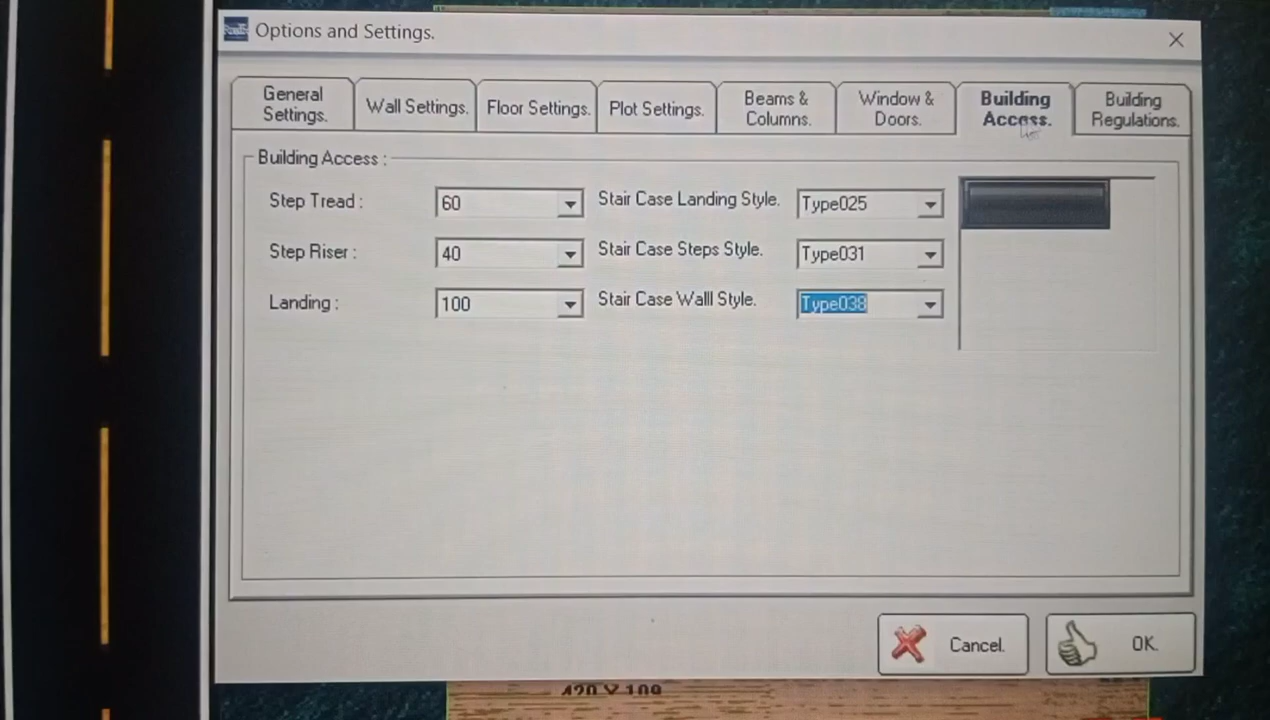 Options and Settings.
General Settings.
Wall Settings.
Floor Settings.
Plot Settings.
Beams & Columns.
Window & Doors.
Building Access.
Building Regulations.
Building Access :
Step Tread : 60 Stair Case Landing Style. Type025
Step Riser : 40 Stair Case Steps Style. Type031
Landing : 100 Stair Case Walll Style. Type038
Cancel. OK.
420 X 109